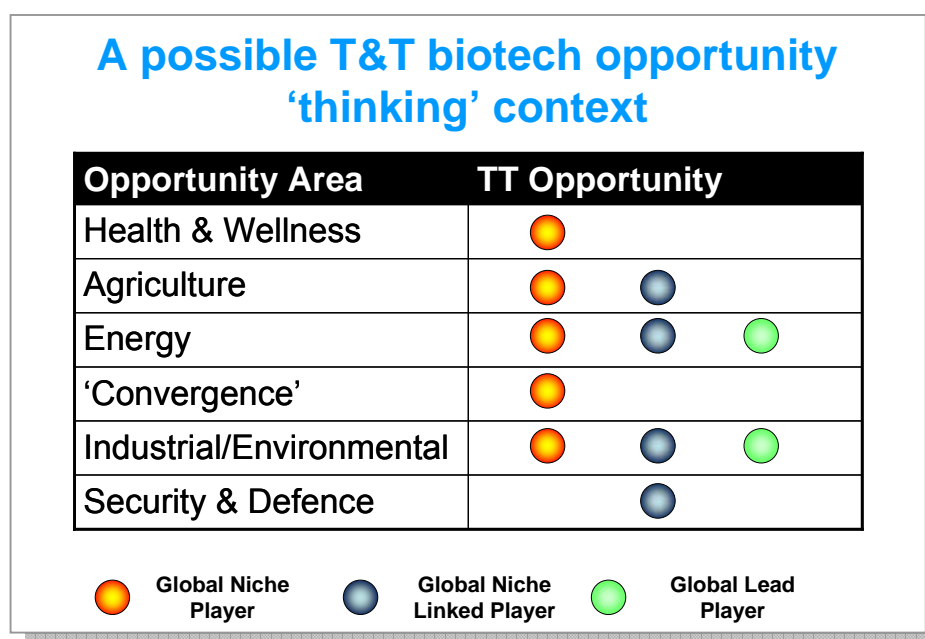 A possible T&T biotech opportunity
‘thinking’ context
Opportunity Area TT Opportunity
Health & Wellness
Agriculture
Energy
‘Convergence’
Industrial/Environmental
Security & Defence
Global Niche
Player
Global Niche
Linked Player
Global Lead
Player